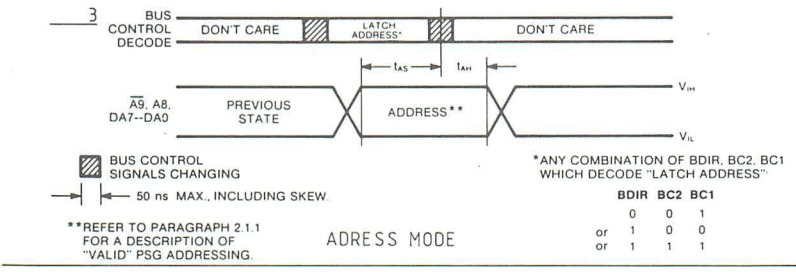 3
BUS
CONTROL
DECODE
DON'T CARE
LATCH
ADDRESS*
DON'T CARE
tAS
tAH
A9, A8,
DA7--DA0
PREVIOUS
STATE
ADDRESS**
VIH
VIL
BUS CONTROL
SIGNALS CHANGING
50 ns MAX., INCLUDING SKEW.
**REFER TO PARAGRAPH 2.1.1
FOR A DESCRIPTION OF
"VALID" PSG ADDRESSING.
ADRESS MODE
*ANY COMBINATION OF BDIR, BC2, BC1
WHICH DECODE "LATCH ADDRESS".
BDIR BC2 BC1
0 0 1
or 1 0 0
or 1 1 1